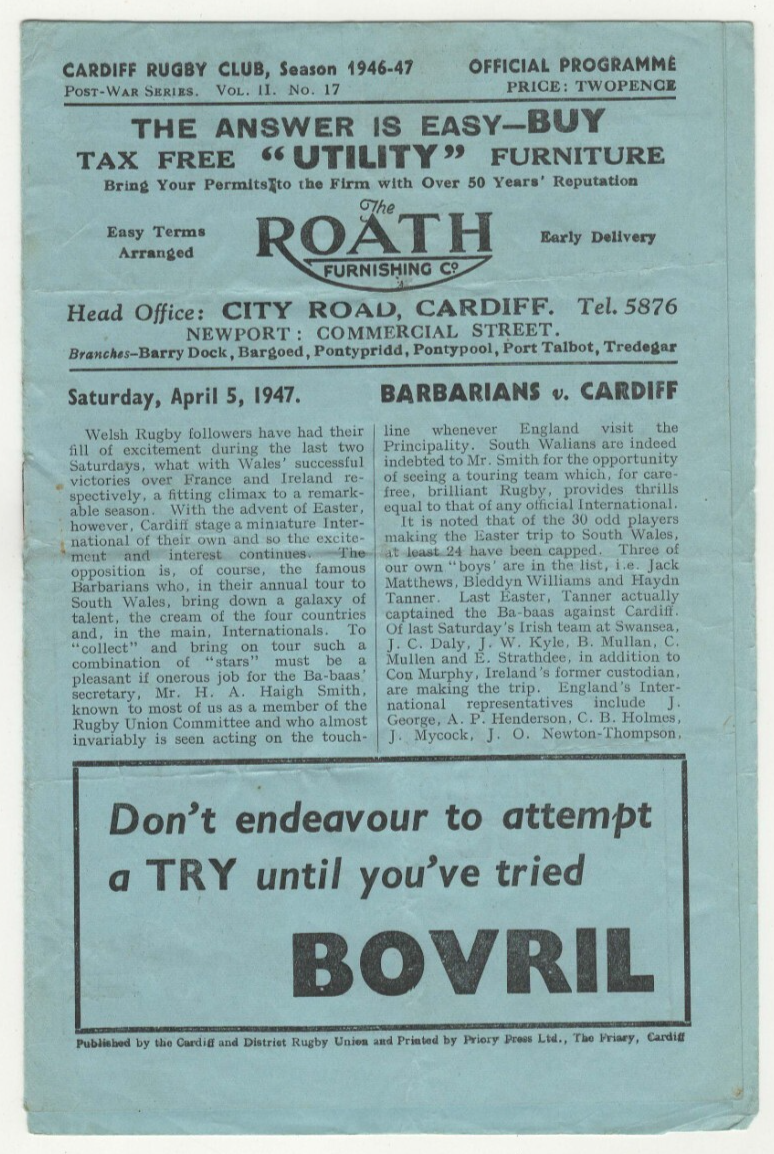 CARDIFF RUGBY CLUB, Season 1946-47
OFFICIAL PROGRAMME
POST-WAR SERIES. VOL. II. NO. 17
PRICE: TWOPENCE
THE ANSWER IS EASY—BUY
TAX FREE "UTILITY" FURNITURE
Bring Your Permits to the Firm with Over 50 Years' Reputation
Easy Terms
Arranged
The
ROATH
FURNISHING Co
Early Delivery
Head Office: CITY ROAD, CARDIFF. Tel. 5876
NEWPORT: COMMERCIAL STREET.
Branches—Barry Dock, Bargoed, Pontypridd, Pontypool, Port Talbot, Tredegar
Saturday, April 5, 1947.
BARBARIANS v. CARDIFF
Welsh Rugby followers have had their
fill of excitement during the last two
Saturdays, what with Wales' successful
victories over France and Ireland re-
spectively, a fitting climax to a remark-
able season. With the advent of Easter,
however, Cardiff stage a miniature Inter-
national of their own and so the excite-
ment and interest continues. The
opposition is, of course, the famous
Barbarians who, in their annual tour to
South Wales, bring down a galaxy of
talent, the cream of the four countries
and, in the main, Internationals. To
"collect" and bring on tour such a
combination of "stars" must be a
pleasant if onerous job for the Ba-baas'
secretary, Mr. H. A. Haigh Smith,
known to most of us as a member of the
Rugby Union Committee and who almost
invariably is seen acting on the touch-
line whenever England visit the
Principality. South Walians are indeed
indebted to Mr. Smith for the opportunity
of seeing a touring team which, for care-
free, brilliant Rugby, provides thrills
equal to that of any official International.
It is noted that of the 30 odd players
making the Easter trip to South Wales,
at least 24 have been capped. Three of
our own "boys' are in the list, i.e. Jack
Matthews, Bleddyn Williams and Haydn
Tanner. Last Easter, Tanner actually
captained the Ba-baas against Cardiff.
Of last Saturday's Irish team at Swansea,
J. C. Daly, J. W. Kyle, B. Mullan, C.
Mullen and E. Strathdee, in addition to
Con Murphy, Ireland's former custodian,
are making the trip. England's Inter-
national representatives include J.
George, A. P. Henderson, C. B. Holmes,
J. Mycock, J. O. Newton-Thompson,
Don't endeavour to attempt
a TRY until you've tried
BOVRIL
Published by the Cardiff and District Rugby Union and Printed by Priory Press Ltd., The Friary, Cardiff